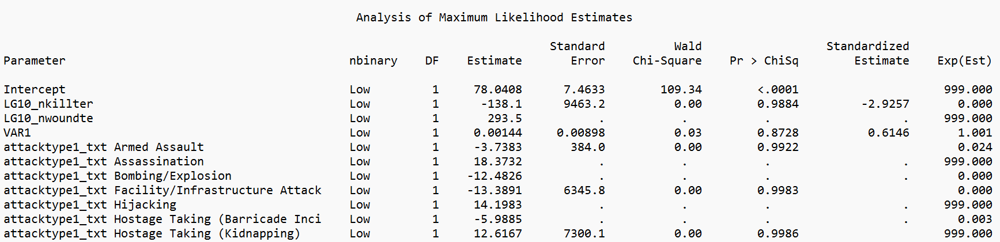 Analysis of Maximum Likelihood Estimates
Standard Wald Standardized
Parameter nbinary DF Estimate Error Chi-Square Pr > ChiSq Estimate Exp(Est)
Intercept Low 1 78.0408 7.4633 109.34 <.0001 999.000
LG10_nkillter Low 1 -138.1 9463.2 0.00 0.9884 -2.9257 0.000
LG10_nwoundte Low 1 293.5 . . . . 999.000
VAR1 Low 1 0.00144 0.00898 0.03 0.8728 0.6146 1.001
attacktype1_txt Armed Assault Low 1 -3.7383 384.0 0.00 0.9922 0.024
attacktype1_txt Assassination Low 1 18.3732 . . . . 999.000
attacktype1_txt Bombing/Explosion Low 1 -12.4826 . . . . 0.000
attacktype1_txt Facility/Infrastructure Attack Low 1 -13.3891 6345.8 0.00 0.9983 0.000
attacktype1_txt Hijacking Low 1 14.1983 . . . . 999.000
attacktype1_txt Hostage Taking (Barricade Inci Low 1 -5.9885 . . . . 0.003
attacktype1_txt Hostage Taking (Kidnapping) Low 1 12.6167 7300.1 0.00 0.9986 999.000